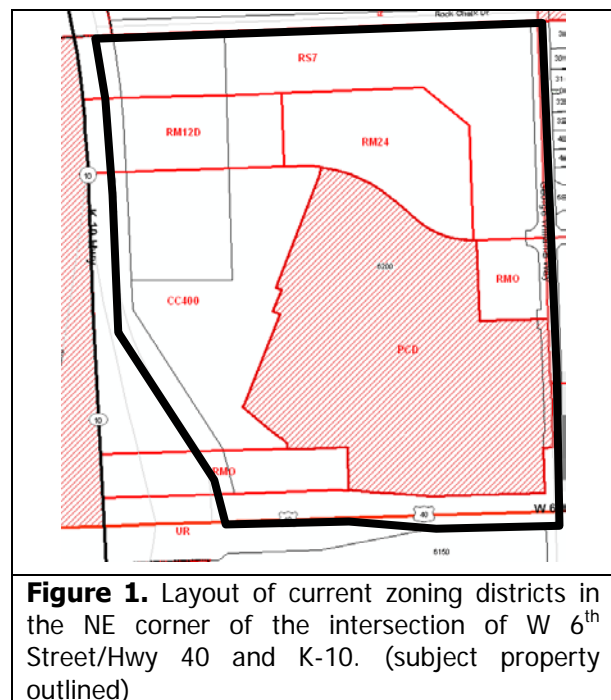 Rock Chalk Dr
RS7
RM12D
RM24
10
K-10 Hwy
6200
RMO
CC400
PCD
10
RMO
40
W 6
UR
6150
Figure 1. Layout of current zoning districts in
the NE corner of the intersection of W 6th
Street/Hwy 40 and K-10. (subject property
outlined)